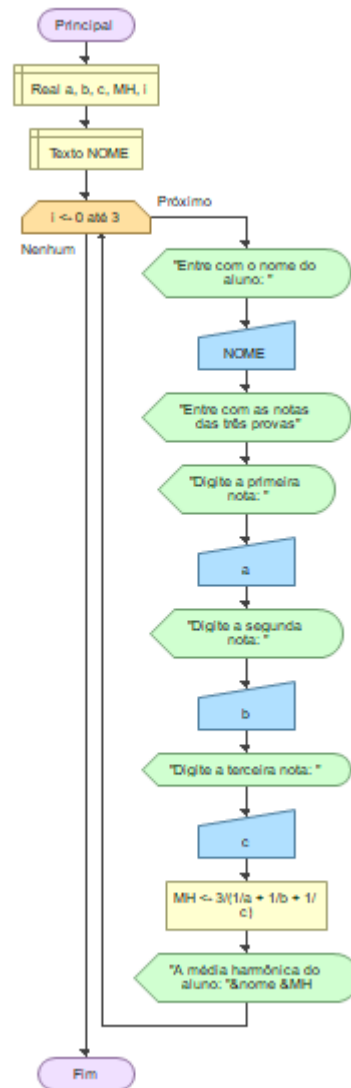 Principal
Real a, b, c, MH, i
Texto NOME
i <- 0 até 3
Próximo
Nenhum
"Entre com o nome do
aluno: "
NOME
"Entre com as notas
das três provas"
"Digite a primeira
nota: "
a
"Digite a segunda
nota: "
b
"Digite a terceira nota: "
c
MH <- 3/(1/a + 1/b + 1/
c)
"A média harmônica do
aluno: "&nome &MH
Fim